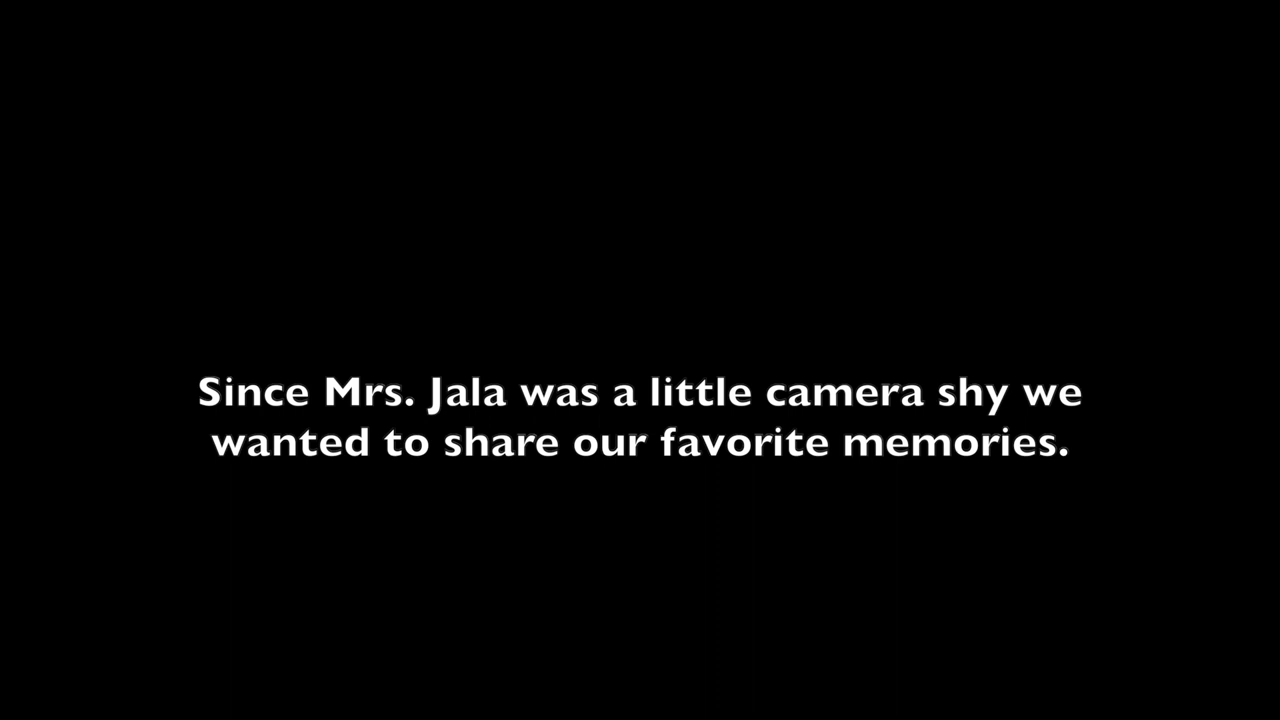 Since Mrs. Jala was a little camera shy we
wanted to share our favorite memories.